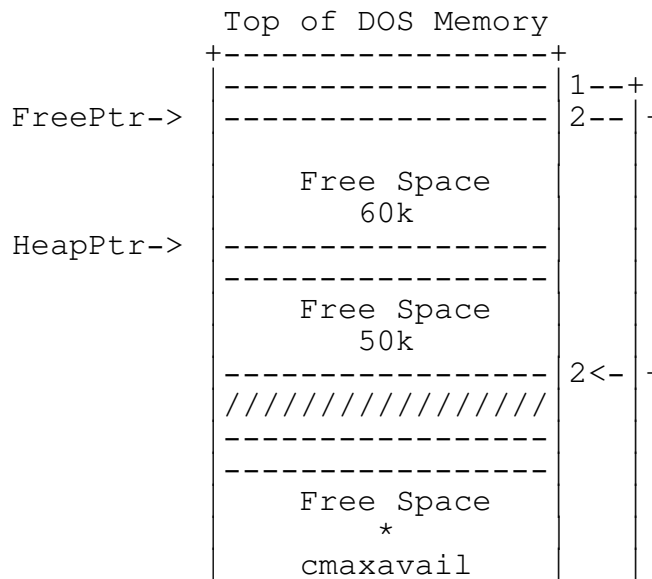 Top of DOS Memory
            +-----------------+
            |-----------------|1--+
FreePtr->   |-----------------|2--|+
            |                 |   |
            |   Free Space    |   |
            |      60k        |   |
HeapPtr->   |-----------------|   |
            |-----------------|   |
            |   Free Space    |   |
            |      50k        |   |
            |-----------------|2<-|+
            |/////////////////|   |
            |-----------------|   |
            |-----------------|   |
            |   Free Space    |   |
            |       *         |   |
            |   cmaxavail     |   |